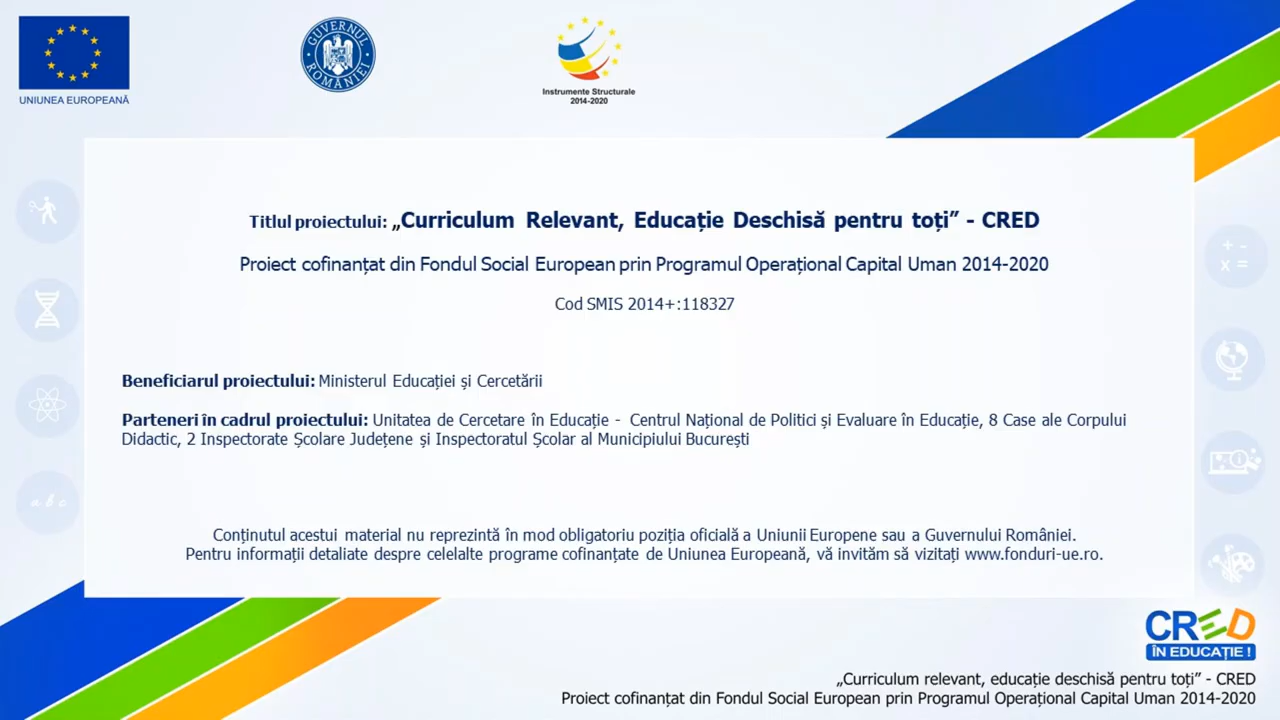 UNIUNEA EUROPEANĂ
GUVERNUL ROMÂNIEI
Instrumente Structurale
2014-2020
Titlul proiectului: „Curriculum Relevant, Educație Deschisă pentru toți” - CRED
Proiect cofinanțat din Fondul Social European prin Programul Operațional Capital Uman 2014-2020
Cod SMIS 2014+:118327
Beneficiarul proiectului: Ministerul Educației și Cercetării
Parteneri în cadrul proiectului: Unitatea de Cercetare în Educație - Centrul Național de Politici și Evaluare în Educație, 8 Case ale Corpului
Didactic, 2 Inspectorate Școlare Județene și Inspectoratul Școlar al Municipiului București
Conținutul acestui material nu reprezintă în mod obligatoriu poziția oficială a Uniunii Europene sau a Guvernului României.
Pentru informații detaliate despre celelalte programe cofinanțate de Uniunea Europeană, vă invităm să vizitați www.fonduri-ue.ro.
+ -
x =
a b c
CRED
ÎN EDUCAȚIE !
„Curriculum relevant, educație deschisă pentru toți” - CRED
Proiect cofinanțat din Fondul Social European prin Programul Operațional Capital Uman 2014-2020